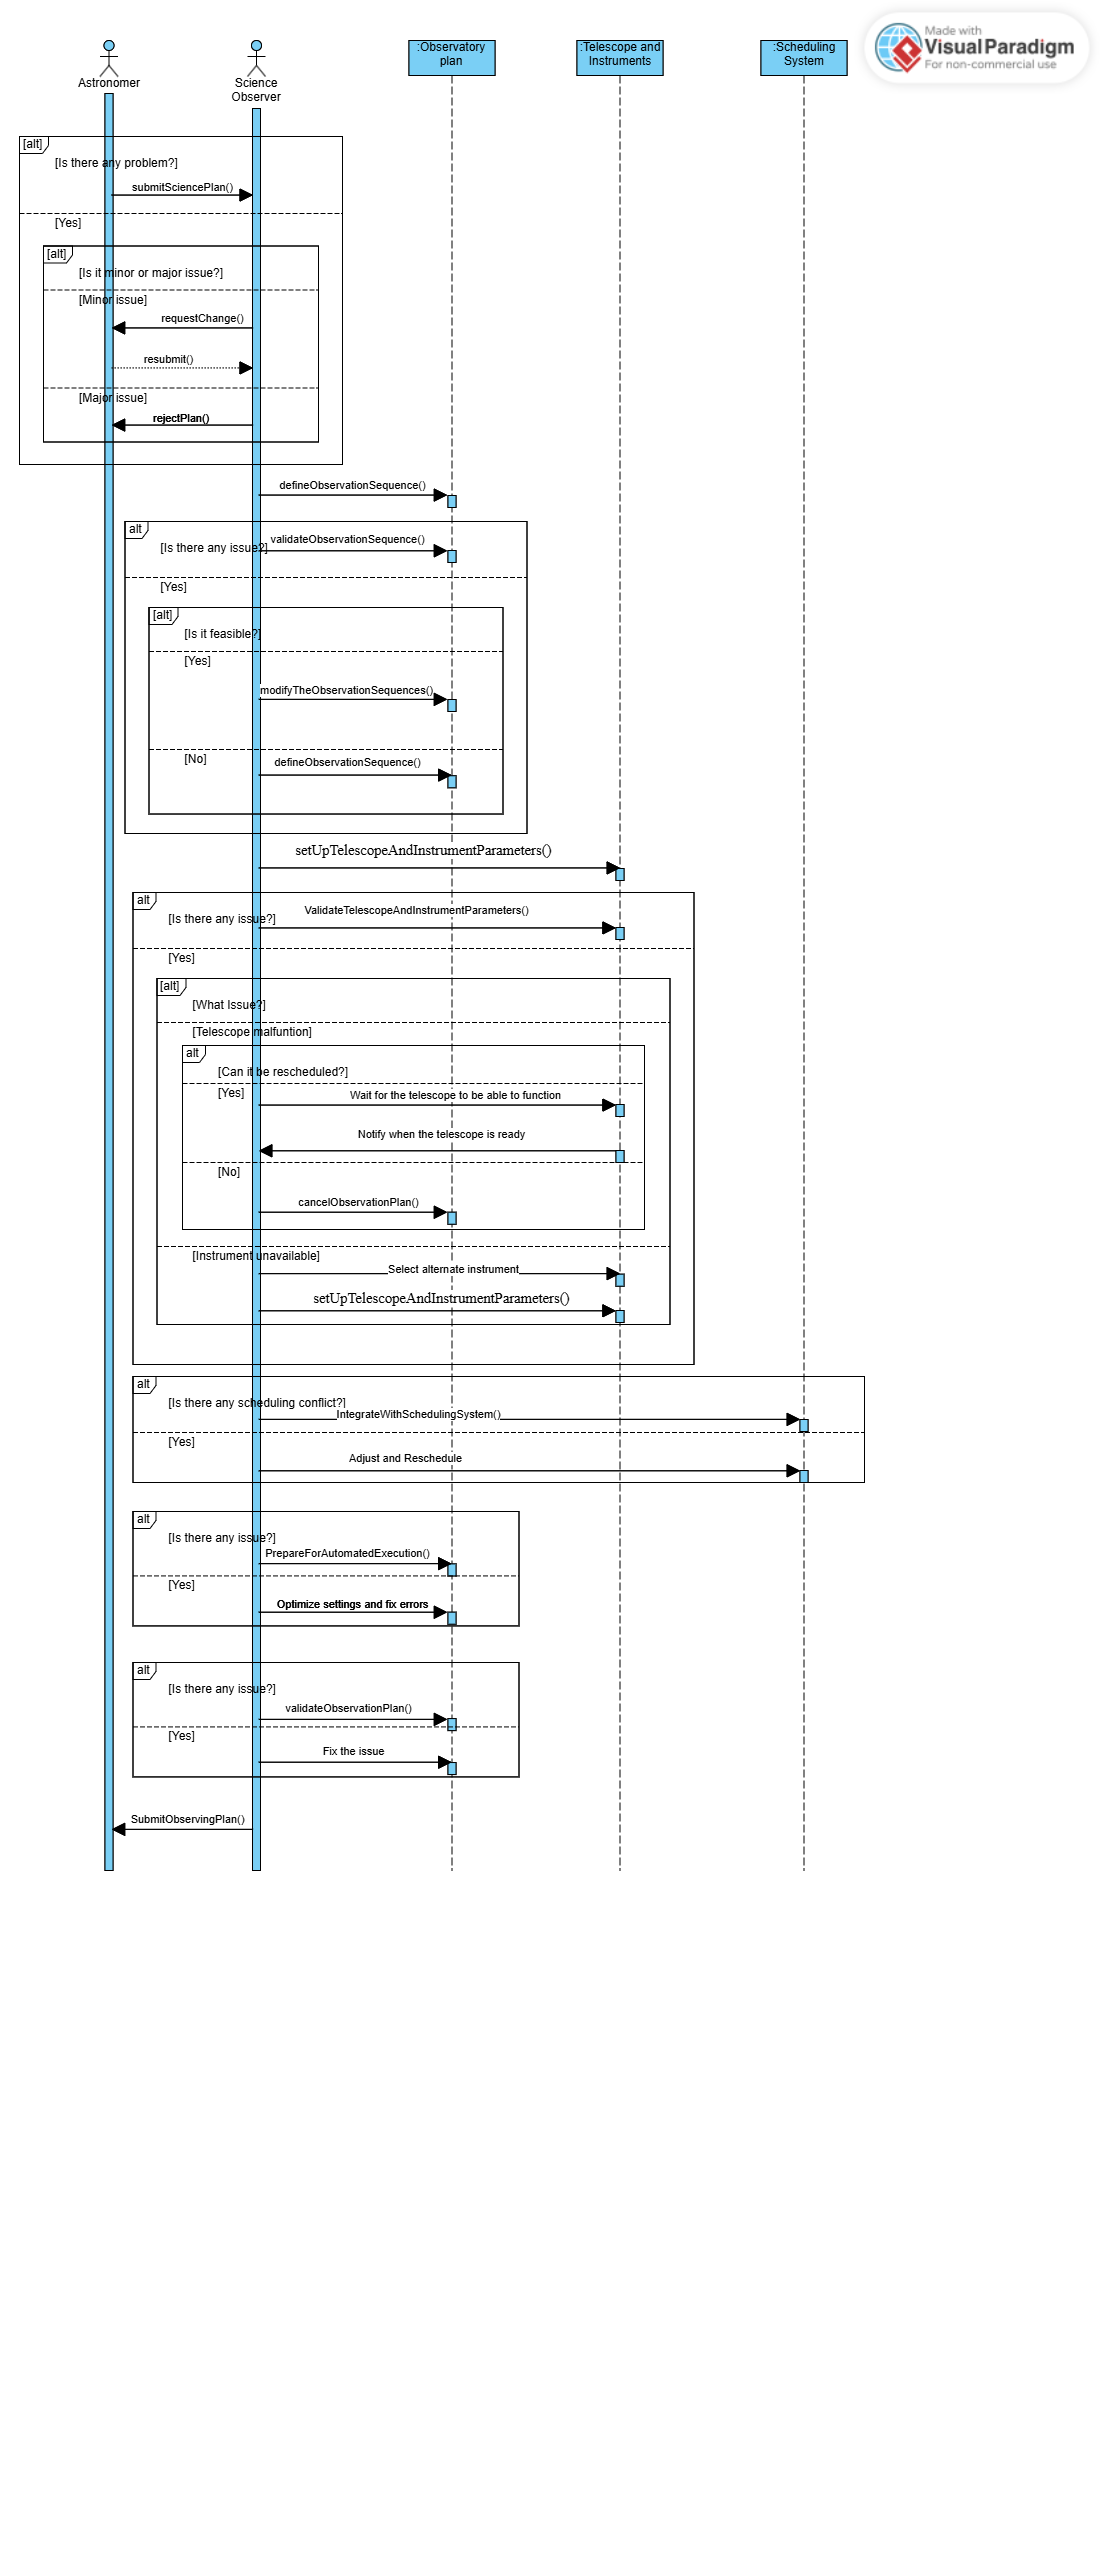 Made with
Visual Paradigm
For non-commercial use
Astronomer
Science
Observer
:Observatory
plan
:Telescope and
Instruments
:Scheduling
System
[alt]
[Is there any problem?]
submitSciencePlan()
[Yes]
[alt]
[Is it minor or major issue?]
[Minor issue]
requestChange()
resubmit()
[Major issue]
rejectPlan()
defineObservationSequence()
alt
[Is there any issue?]
validateObservationSequence()
[Yes]
[alt]
[Is it feasible?]
[Yes]
modifyTheObservationSequences()
[No]
defineObservationSequence()
setUpTelescopeAndInstrumentParameters()
alt
[Is there any issue?]
ValidateTelescopeAndInstrumentParameters()
[Yes]
[alt]
[What Issue?]
[Telescope malfuntion]
alt
[Can it be rescheduled?]
[Yes]
Wait for the telescope to be able to function
Notify when the telescope is ready
[No]
cancelObservationPlan()
[Instrument unavailable]
Select alternate instrument
setUpTelescopeAndInstrumentParameters()
alt
[Is there any scheduling conflict?]
IntegrateWithSchedulingSystem()
[Yes]
Adjust and Reschedule
alt
[Is there any issue?]
PrepareForAutomatedExecution()
[Yes]
Optimize settings and fix errors
alt
[Is there any issue?]
validateObservationPlan()
[Yes]
Fix the issue
SubmitObservingPlan()